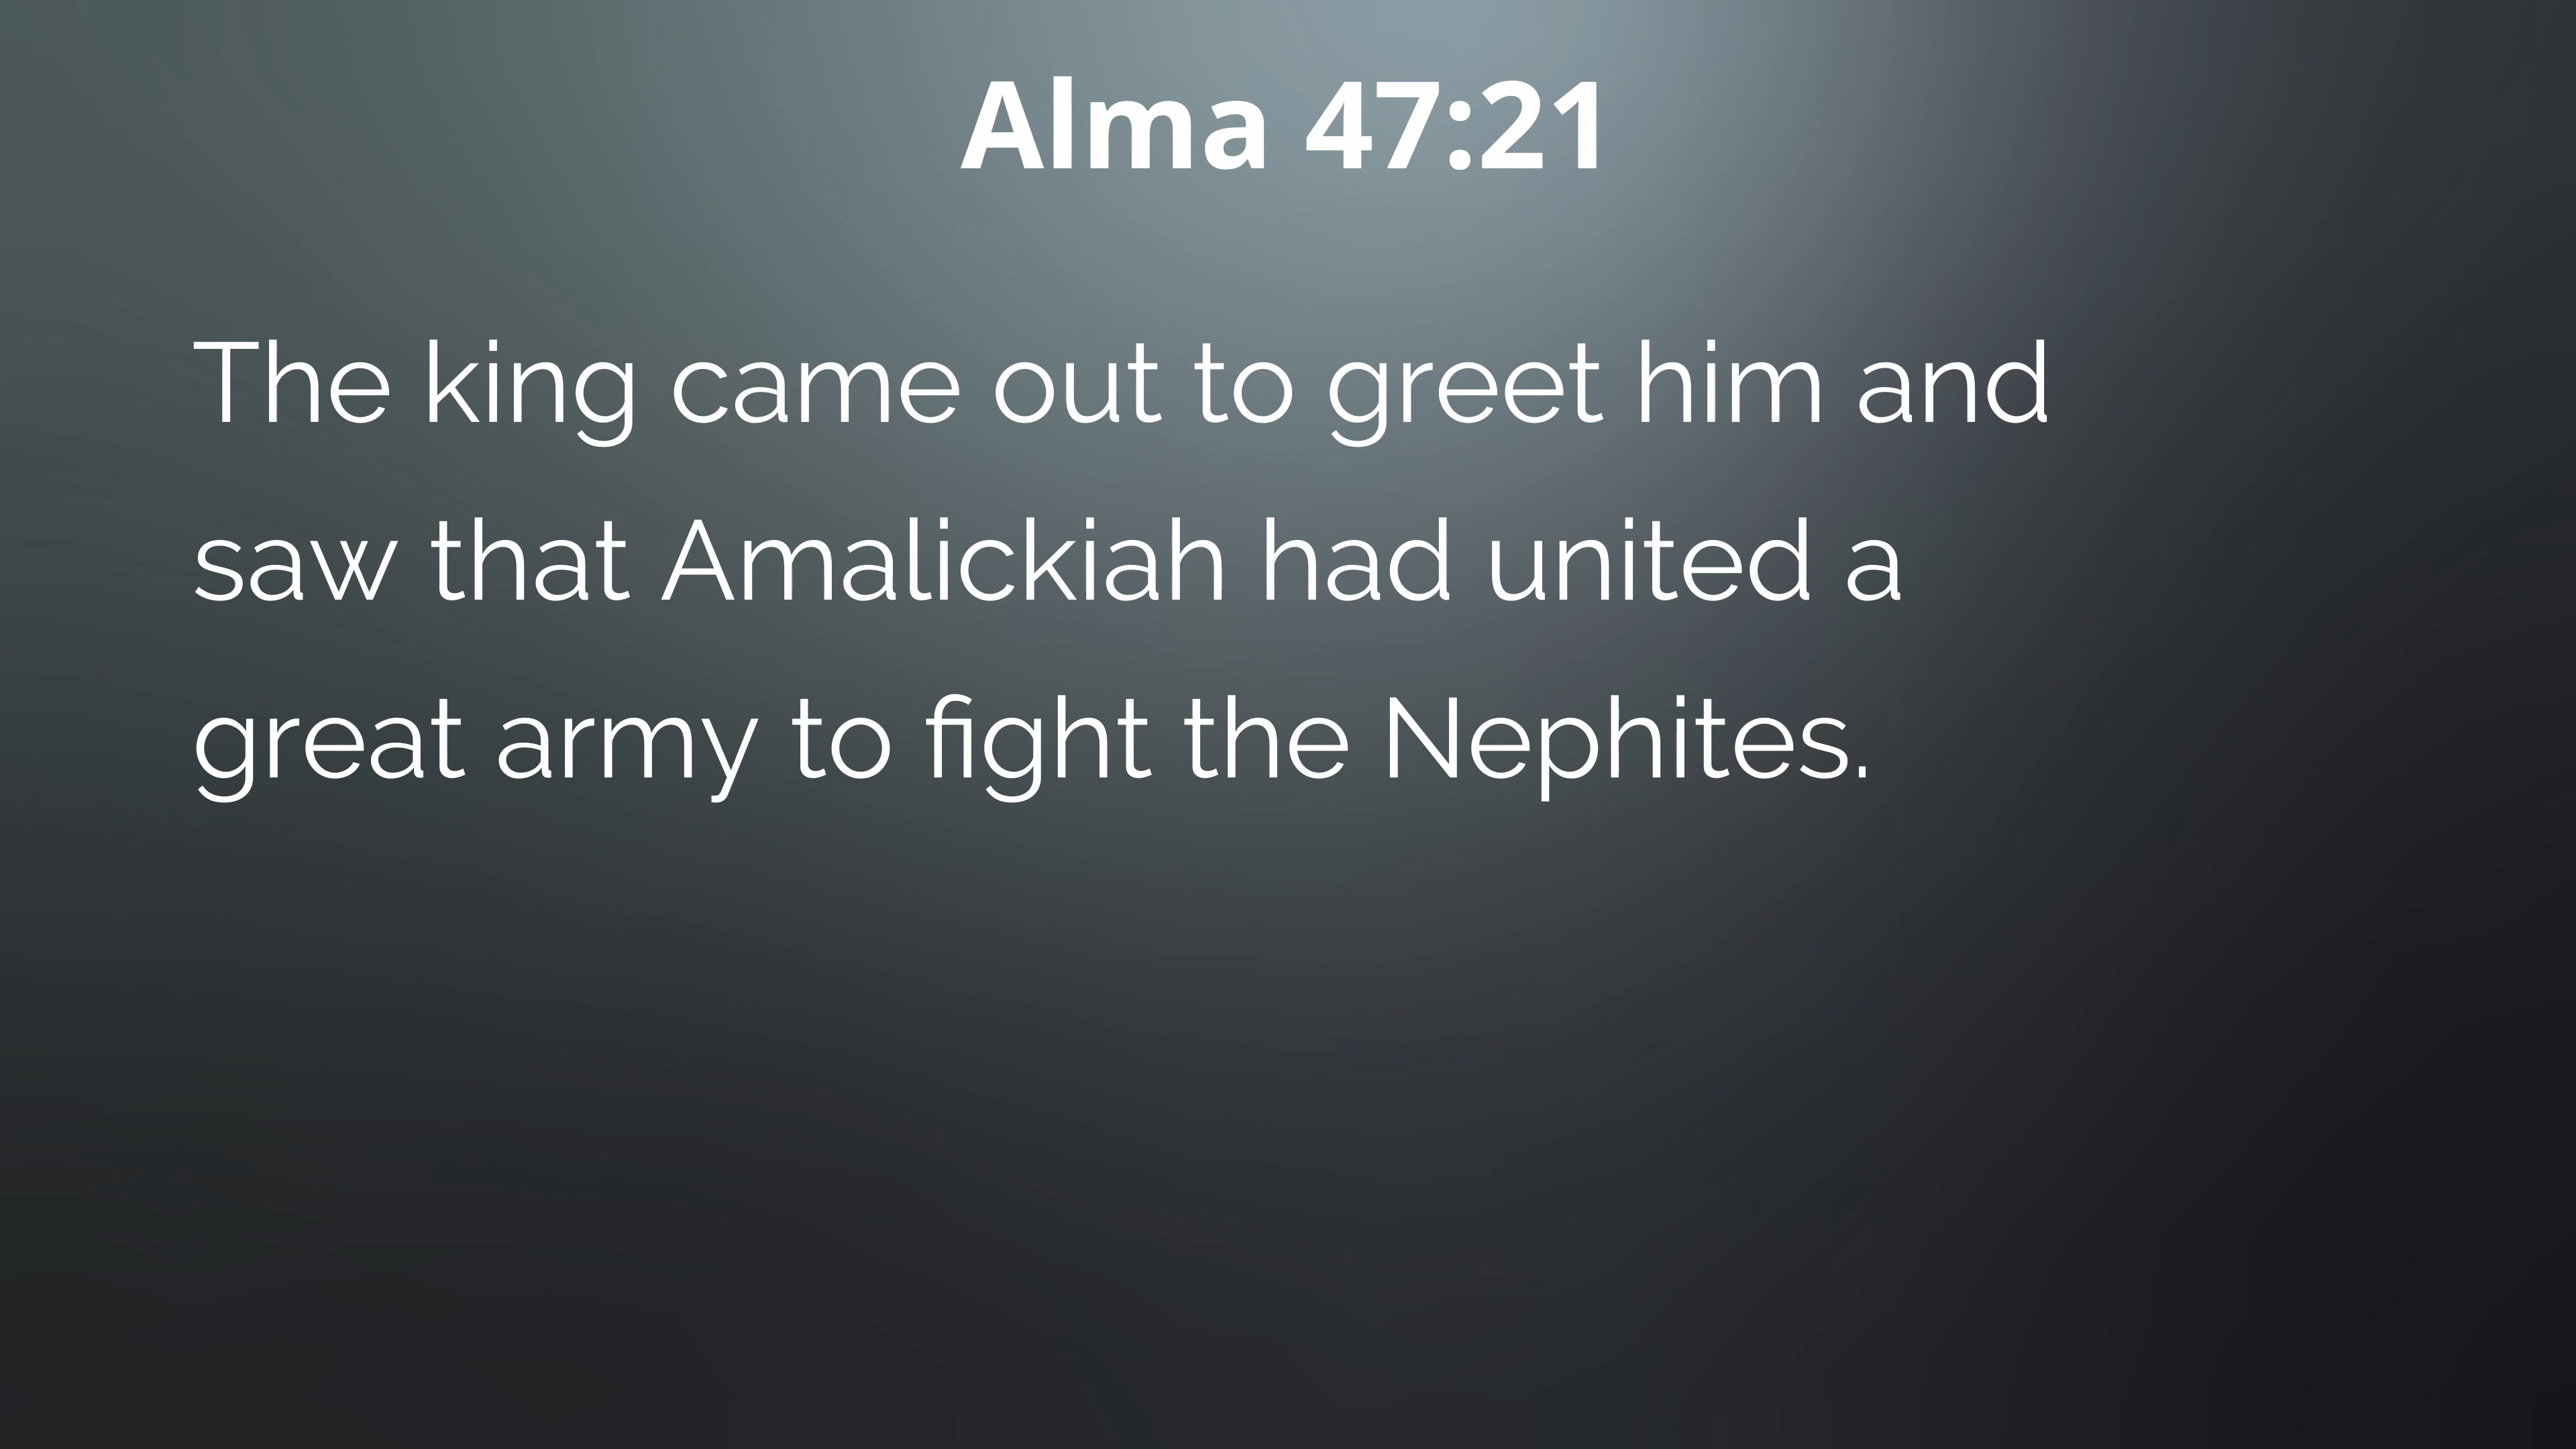 Alma 47:21
The king came out to greet him and
saw that Amalickiah had united a
great army to fight the Nephites.